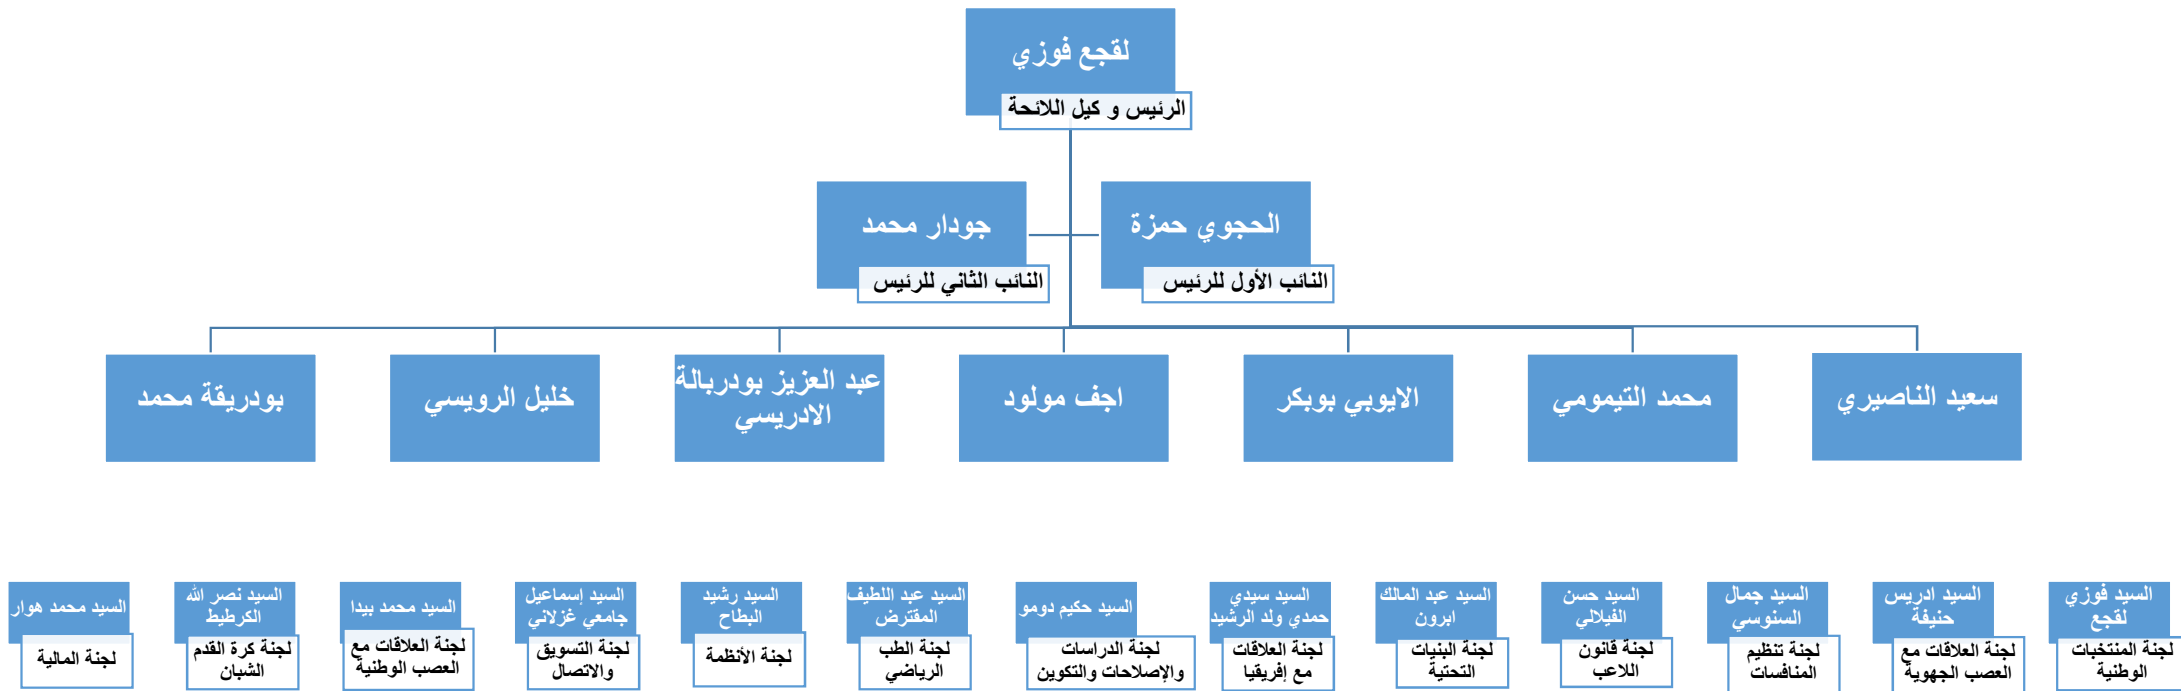 لقجع فوزي
الرئيس و كيل اللائحة
الحجوي حمزة
النائب الأول للرئيس
جودار محمد
النائب الثاني للرئيس
سعيد الناصيري
محمد التيمومي
الايوبي بوبكر
اجف مولود
عبد العزيز بودربالة
الادريسي
خليل الرويسي
بودريقة محمد
السيد فوزي
لقجع
لجنة المنتخبات
الوطنية
السيد ادريس
حنيفة
لجنة العلاقات مع
العصب الجهوية
السيد جمال
السنوسي
لجنة تنظيم
المنافسات
السيد حسن
الفيلالي
لجنة قانون
اللاعب
السيد عبد المالك
ابرون
لجنة البنيات
التحتية
السيد سيدي
حمدي ولد الرشيد
لجنة العلاقات
مع إفريقيا
السيد حكيم دومو
لجنة الدراسات
والإصلاحات والتكوين
السيد عبد اللطيف
المقترض
لجنة الطب
الرياضي
السيد رشيد
البطاح
لجنة الأنظمة
السيد إسماعيل
جامعي غزلاني
لجنة التسويق
والاتصال
السيد محمد بيدا
لجنة العلاقات مع
العصب الوطنية
السيد نصر الله
الكرطيط
لجنة كرة القدم
الشبان
السيد محمد هوار
لجنة المالية